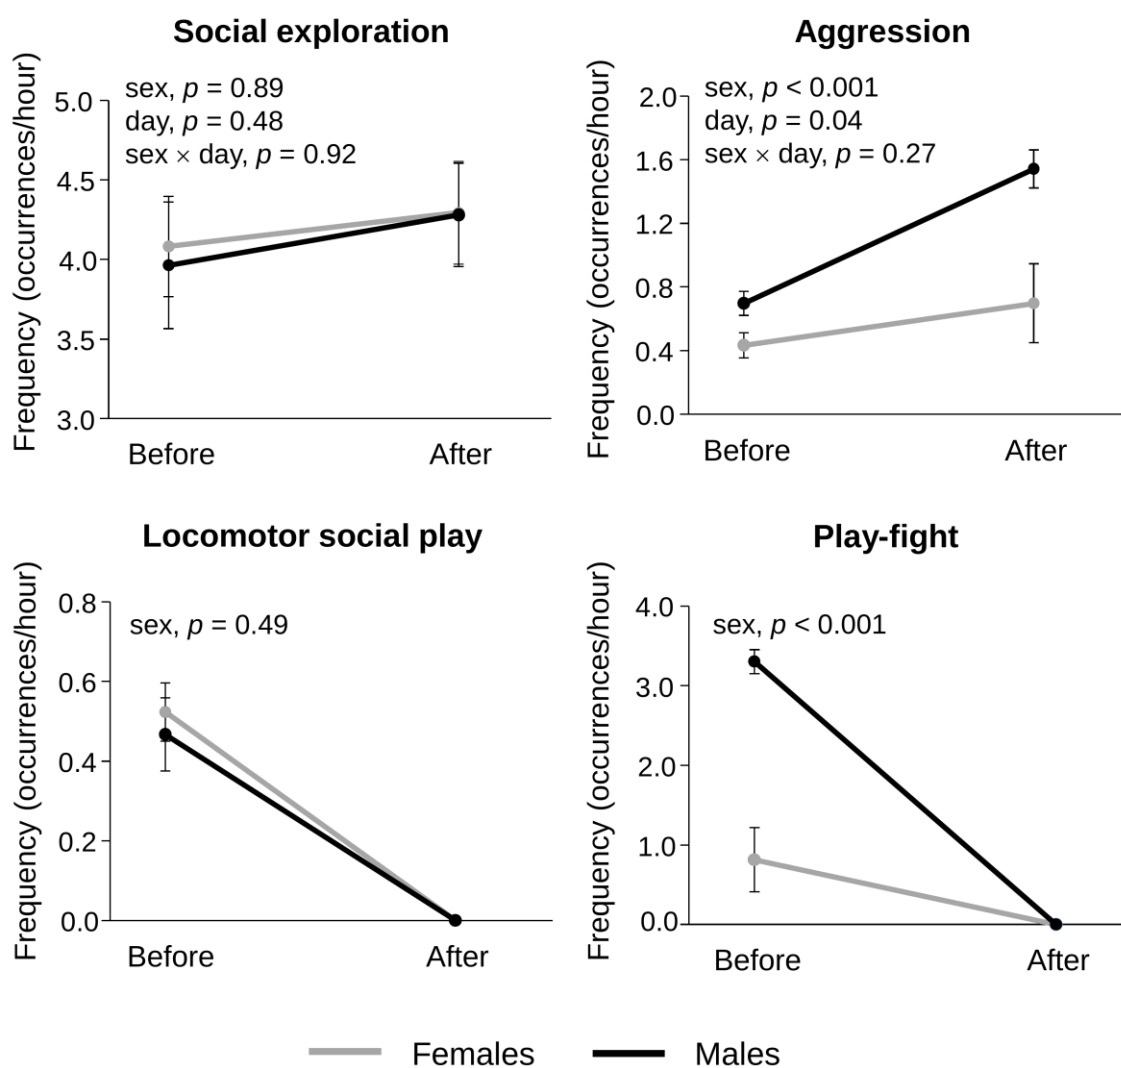 Social exploration
Frequency (occurrences/hour)
sex, p = 0.89
day, p = 0.48
sex × day, p = 0.92
5.0
4.5
4.0
3.5
3.0
Before
After
Aggression
Frequency (occurrences/hour)
sex, p < 0.001
day, p = 0.04
sex × day, p = 0.27
2.0
1.6
1.2
0.8
0.4
0.0
Before
After
Locomotor social play
Frequency (occurrences/hour)
sex, p = 0.49
0.8
0.6
0.4
0.2
0.0
Before
After
Play-fight
Frequency (occurrences/hour)
sex, p < 0.001
4.0
3.0
2.0
1.0
0.0
Before
After
Females
Males